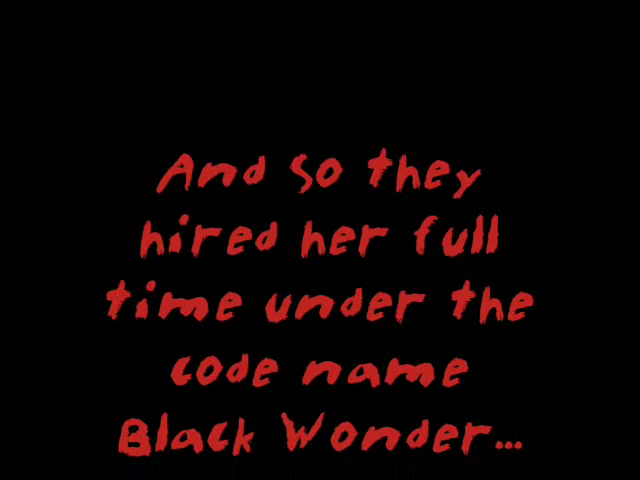 And So they
hired her full
time under the
code name
Black Wonder...